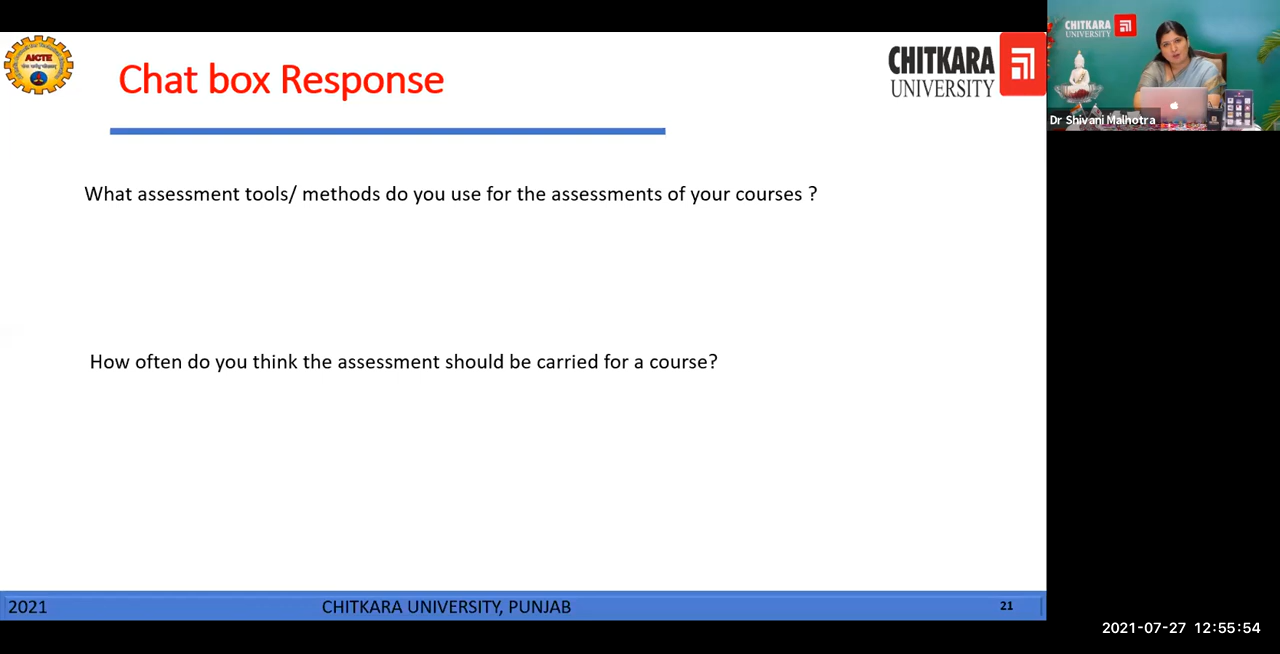 AICTE
Chat box Response
CHITKARA
UNIVERSITY
CHITKARA
UNIVERSITY
Dr Shivani Malhotra
What assessment tools/ methods do you use for the assessments of your courses ?
How often do you think the assessment should be carried for a course?
2021
CHITKARA UNIVERSITY, PUNJAB
21
2021-07-27 12:55:54